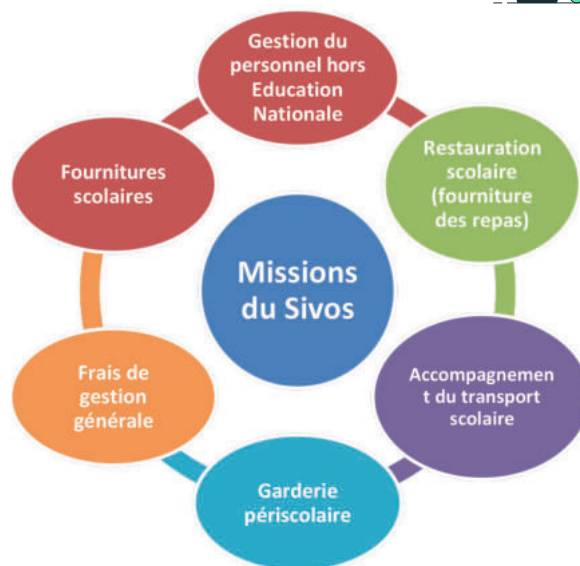 Gestion du
personnel hors
Education
Nationale
Restauration
scolaire
(fourniture
des repas)
Accompagnemen
t du transport
scolaire
Garderie
périscolaire
Frais de
gestion
générale
Fournitures
scolaires
Missions
du Sivos